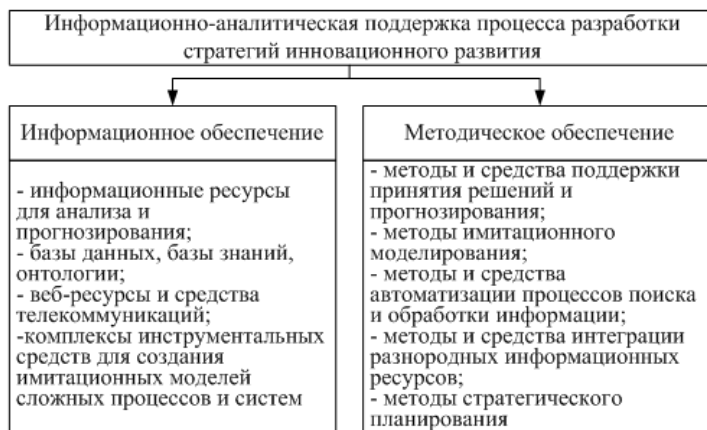 Информационно-аналитическая поддержка процесса разработки
стратегий инновационного развития
Информационное обеспечение
- информационные ресурсы
для анализа и
прогнозирования;
- базы данных, базы знаний,
онтологии;
- веб-ресурсы и средства
телекоммуникаций;
-комплексы инструментальных
средств для создания
имитационных моделей
сложных процессов и систем
Методическое обеспечение
- методы и средства поддержки
принятия решений и
прогнозирования;
- методы имитационного
моделирования;
- методы и средства
автоматизации процессов поиска
и обработки информации;
- методы и средства интеграции
разнородных информационных
ресурсов;
- методы стратегического
планирования